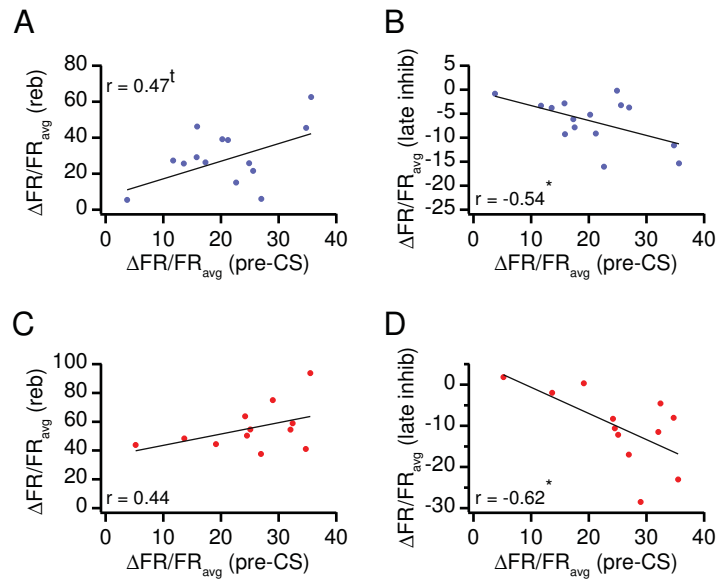 A
r = 0.47t
ΔFR/FRavg (reb)
80
60
40
20
0
0 10 20 30 40
ΔFR/FRavg (pre-CS)
B
ΔFR/FRavg (late inhib)
5
0
-5
-10
-15
-20
-25
r = -0.54*
0 10 20 30 40
ΔFR/FRavg (pre-CS)
C
ΔFR/FRavg (reb)
100
80
60
40
20
0
r = 0.44
0 10 20 30 40
ΔFR/FRavg (pre-CS)
D
ΔFR/FRavg (late inhib)
0
-10
-20
-30
r = -0.62*
0 10 20 30 40
ΔFR/FRavg (pre-CS)